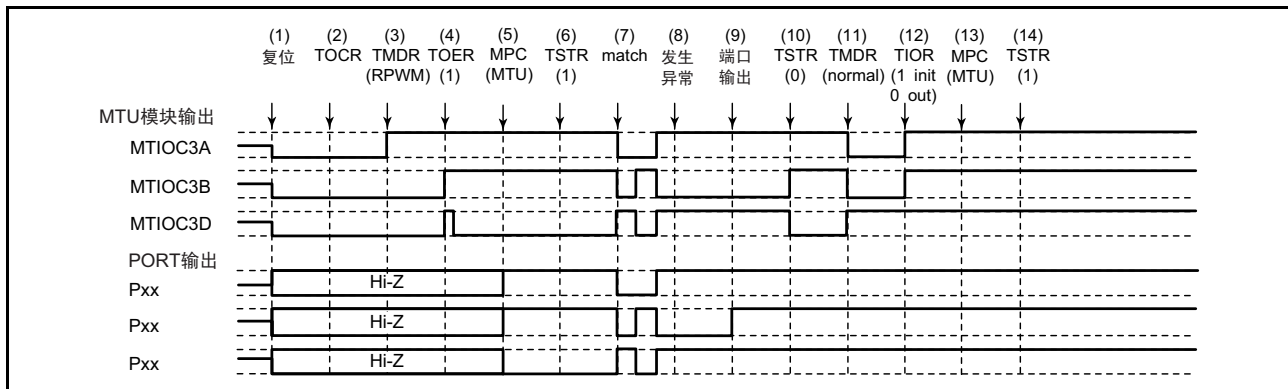 (1) (2) (3) (4) (5) (6) (7) (8) (9) (10) (11) (12) (13) (14)
复位 TOCR TMDR TOER MPC TSTR match 发生 端口 TSTR TMDR TIOR MPC TSTR
(RPWM) (1) (MTU) (1) 异常 输出 (0) (normal) (1 init (MTU) (1)
0 out)
MTU模块输出
MTIOC3A
MTIOC3B
MTIOC3D
PORT输出
Pxx Hi-Z
Pxx Hi-Z
Pxx Hi-Z